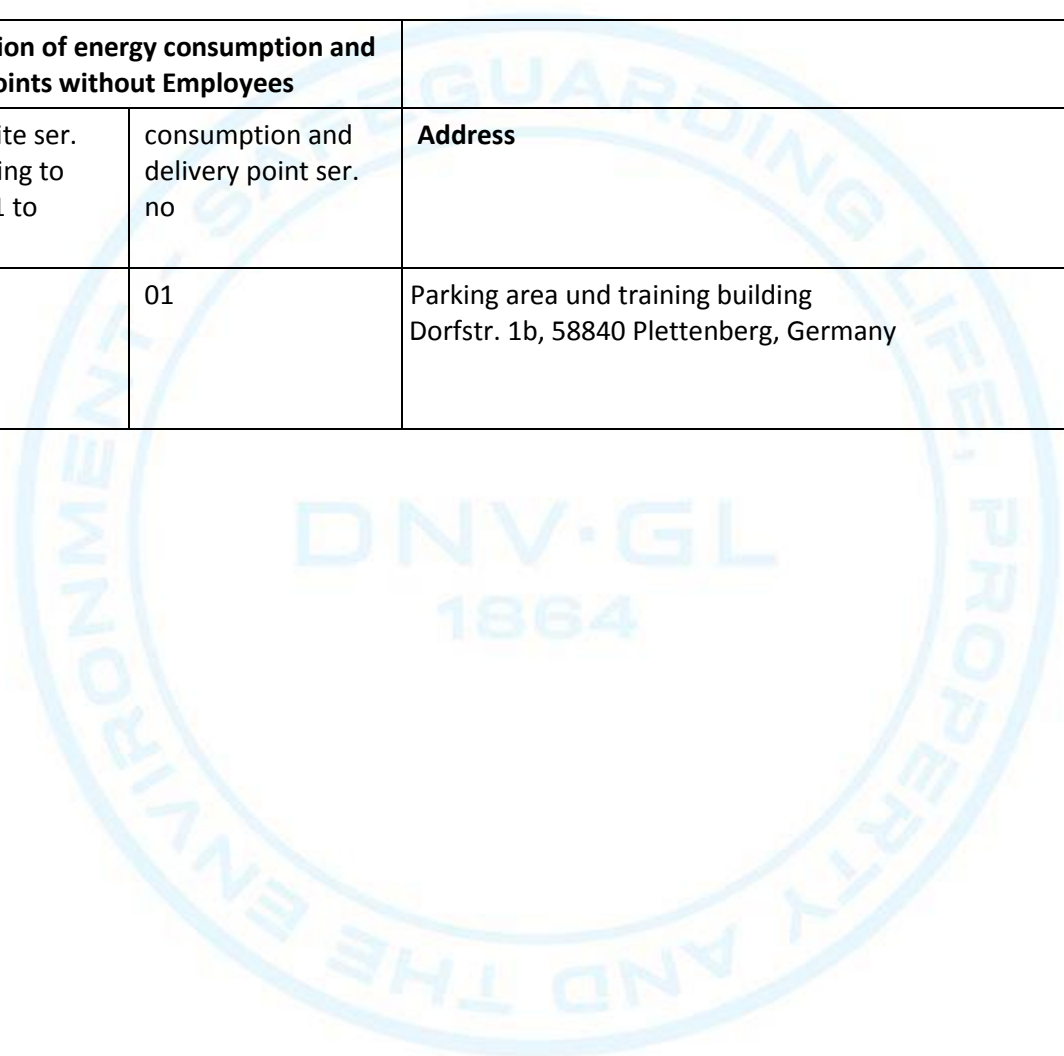 ion of energy consumption and
oints without Employees
ite ser.
ing to
1 to
consumption and
delivery point ser.
no
Address
01
Parking area und training building
Dorfstr. 1b, 58840 Plettenberg, Germany
SAFEGUARDING LIFE, PROPERTY AND THE ENVIRONMENT -
DNV·GL
1864